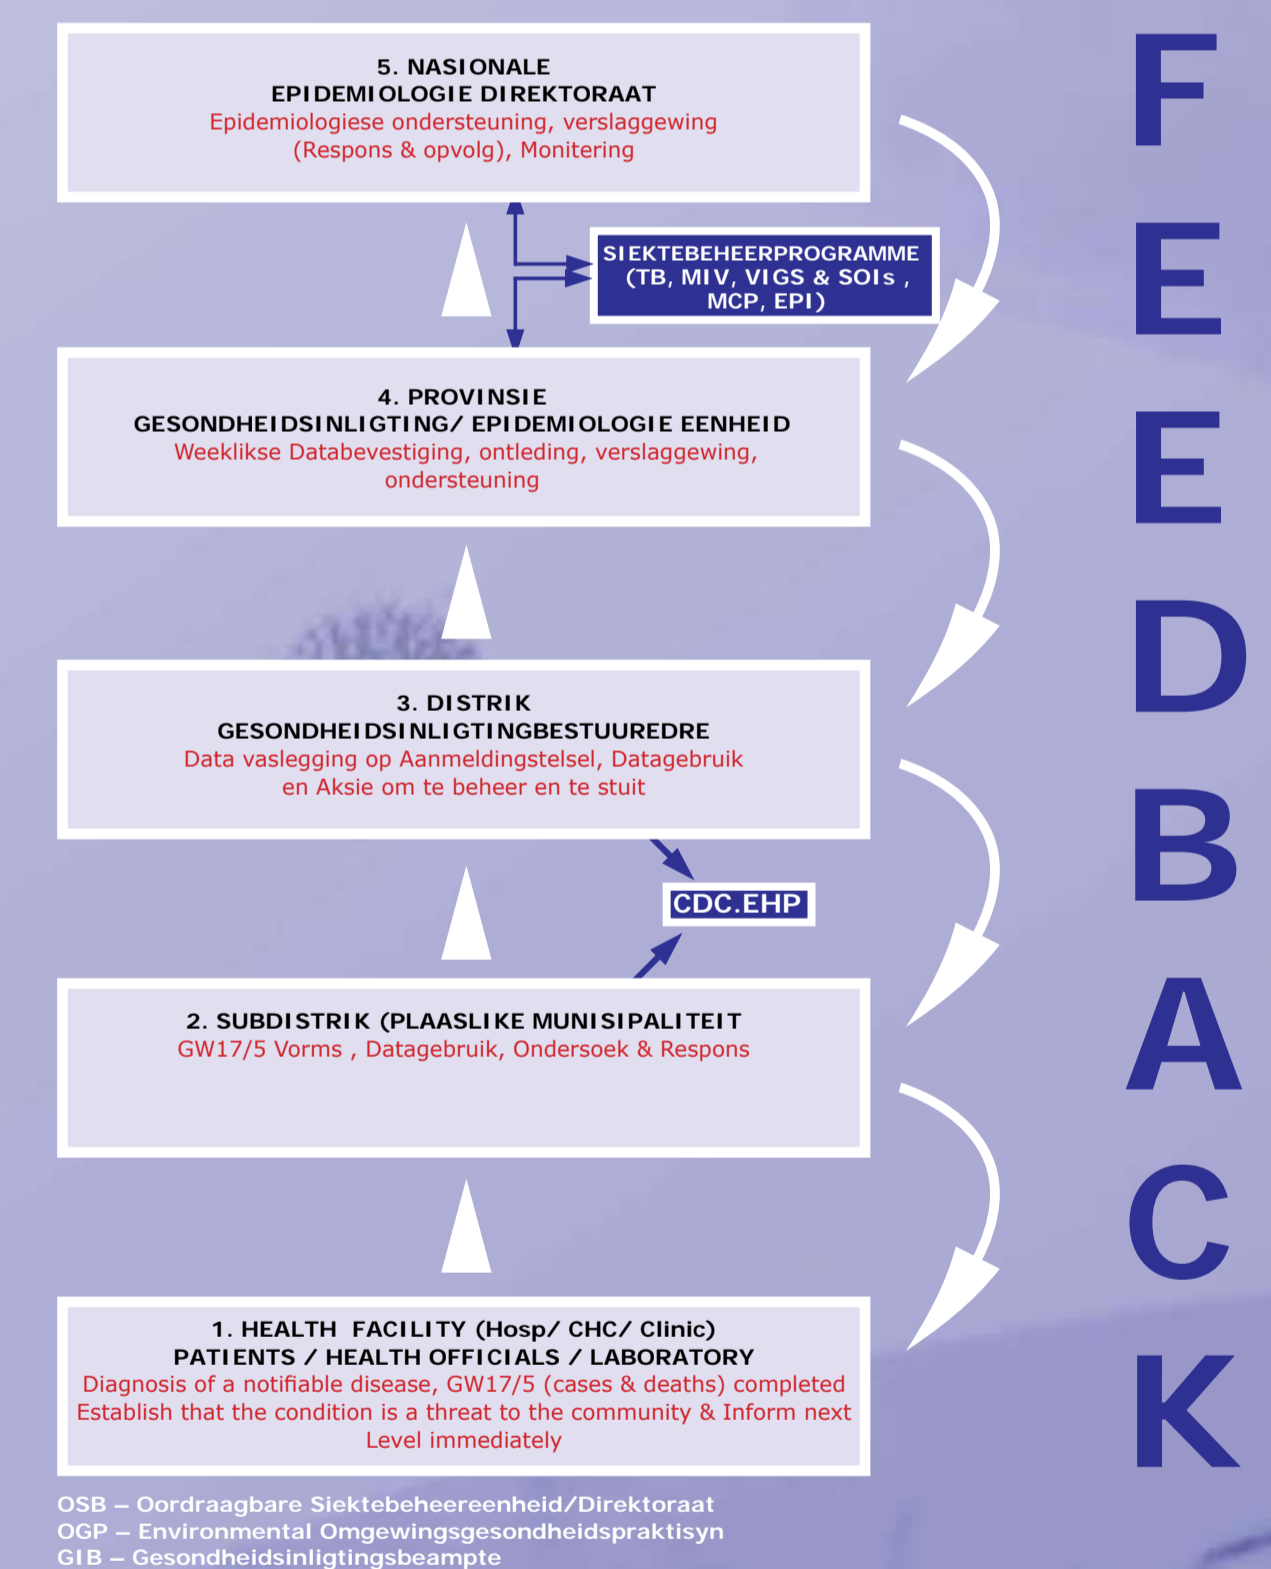 5. NASIONALE
EPIDEMIOLOGIE DIREKTORAAT
Epidemiologiese ondersteuning, verslaggewing
(Respons & opvolg), Monitering
SIEKTEBEHEERPROGRAMME
(TB, MIV, VIGS & SOIs ,
MCP, EPI)
4. PROVINSIE
GESONDHEIDSINLIGTING/ EPIDEMIOLOGIE EENHEID
Weeklikse Databevestiging, ontleding, verslaggewing,
ondersteuning
3. DISTRIK
GESONDHEIDSINLIGTINGBESTUUREDRE
Data vaslegging op Aanmeldingstelsel, Datagebruik
en Aksie om te beheer en te stuit
CDC.EHP
2. SUBDISTRIK (PLAASLIKE MUNISIPALITEIT
GW17/5 Vorms , Datagebruik, Ondersoek & Respons
1. HEALTH FACILITY (Hosp/ CHC/ Clinic)
PATIENTS / HEALTH OFFICIALS / LABORATORY
Diagnosis of a notifiable disease, GW17/5 (cases & deaths) completed
Establish that the condition is a threat to the community & Inform next
Level immediately
OSB – Oordraagbare Siektebeheereenheid/Direktoraat
OGP – Environmental Omgewingsgesondheidspraktisyn
GIB – Gesondheidsinligtingsbeampte
FEEDBACK